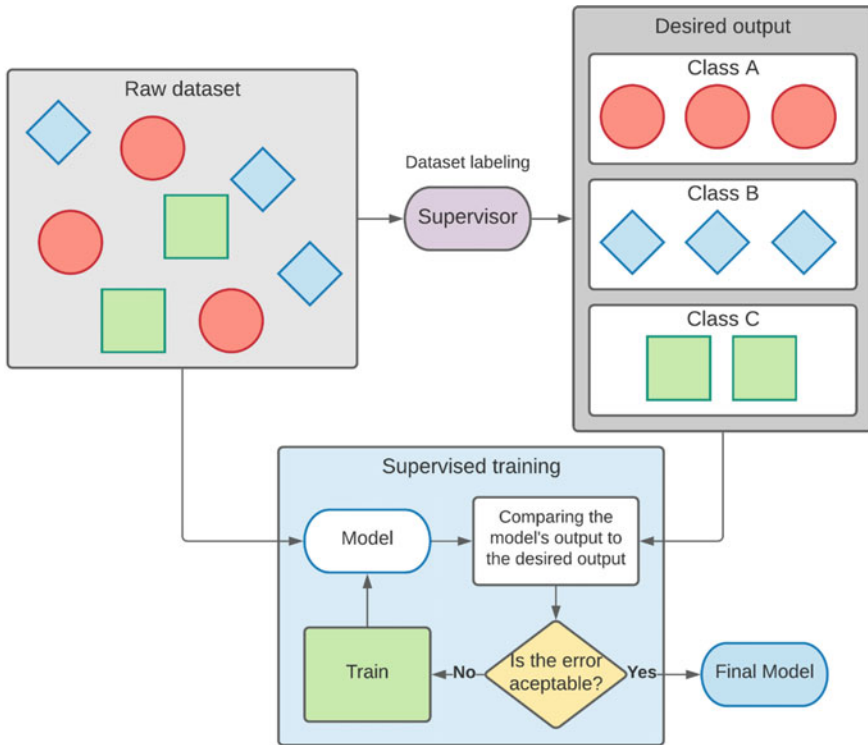 Raw dataset
Dataset labeling
Supervisor
Desired output
Class A
Class B
Class C
Supervised training
Model
Comparing the
model's output to
the desired output
Is the error
aceptable?
No
Train
Yes
Final Model